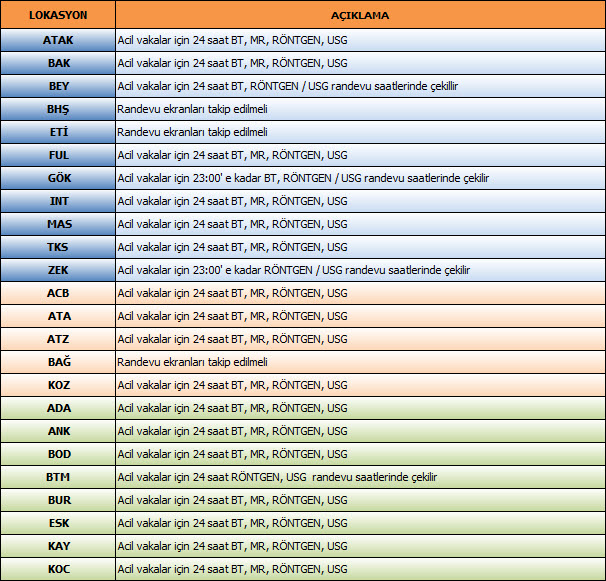 LOKASYON AÇIKLAMA
ATAK Acil vakalar için 24 saat BT, MR, RÖNTGEN, USG
BAK Acil vakalar için 24 saat BT, MR, RÖNTGEN, USG
BEY Acil vakalar için 24 saat BT, RÖNTGEN / USG randevu saatlerinde çekillir
BHŞ Randevu ekranları takip edilmeli
ETİ Randevu ekranları takip edilmeli
FUL Acil vakalar için 24 saat BT, MR, RÖNTGEN, USG
GÖK Acil vakalar için 23:00' e kadar BT, RÖNTGEN / USG randevu saatlerinde çekilir
INT Acil vakalar için 24 saat BT, MR, RÖNTGEN, USG
MAS Acil vakalar için 24 saat BT, MR, RÖNTGEN, USG
TKS Acil vakalar için 24 saat BT, MR, RÖNTGEN, USG
ZEK Acil vakalar için 23:00' e kadar RÖNTGEN / USG randevu saatlerinde çekilir
ACB Acil vakalar için 24 saat BT, MR, RÖNTGEN, USG
ATA Acil vakalar için 24 saat BT, MR, RÖNTGEN, USG
ATZ Acil vakalar için 24 saat BT, MR, RÖNTGEN, USG
BAĞ Randevu ekranları takip edilmeli
KOZ Acil vakalar için 24 saat BT, MR, RÖNTGEN, USG
ADA Acil vakalar için 24 saat BT, MR, RÖNTGEN, USG
ANK Acil vakalar için 24 saat BT, MR, RÖNTGEN, USG
BOD Acil vakalar için 24 saat BT, MR, RÖNTGEN, USG
BTM Acil vakalar için 24 saat RÖNTGEN, USG  randevu saatlerinde çekilir
BUR Acil vakalar için 24 saat BT, MR, RÖNTGEN, USG
ESK Acil vakalar için 24 saat BT, MR, RÖNTGEN, USG
KAY Acil vakalar için 24 saat BT, MR, RÖNTGEN, USG
KOC Acil vakalar için 24 saat BT, MR, RÖNTGEN, USG